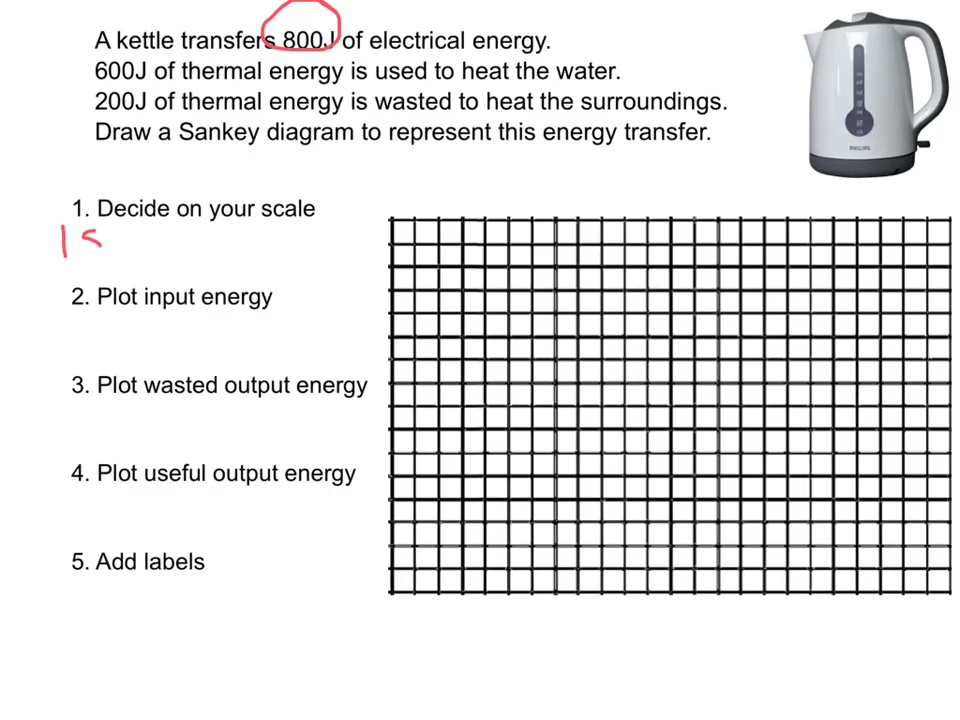 A kettle transfers 800J of electrical energy.
600J of thermal energy is used to heat the water.
200J of thermal energy is wasted to heat the surroundings.
Draw a Sankey diagram to represent this energy transfer.
PHILIPS
1. Decide on your scale
1 s
2. Plot input energy
3. Plot wasted output energy
4. Plot useful output energy
5. Add labels